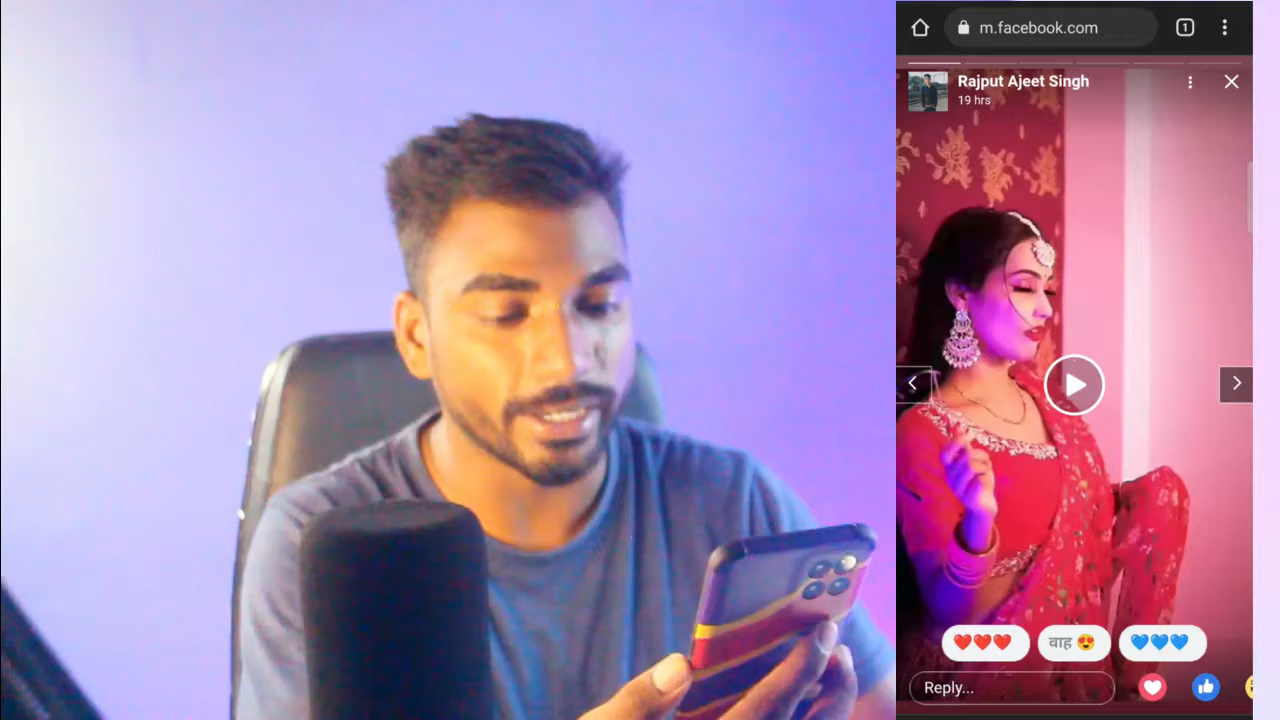 m.facebook.com
1
Rajput Ajeet Singh
19 hrs
वाह
Reply...